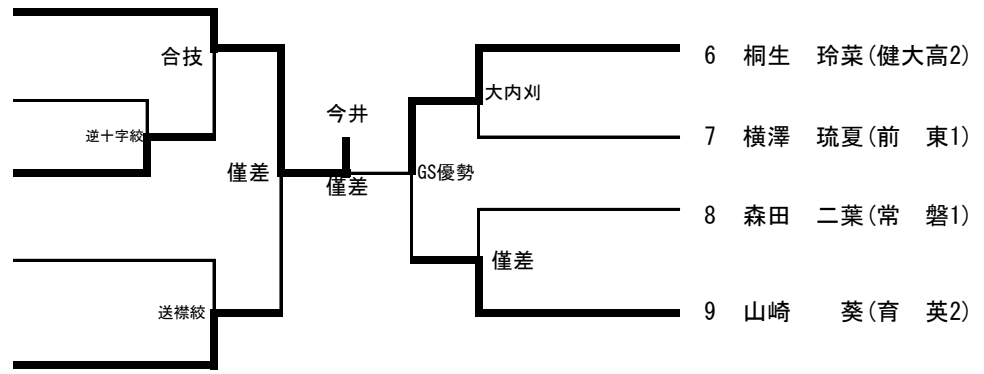 合技
逆十字絞
僅差
送襟絞
今井
僅差
大内刈
GS優勢
僅差
6 桐生 玲菜(健大高2)
7 横澤 琉夏(前 東1)
8 森田 二葉(常 磐1)
9 山崎 葵(育 英2)